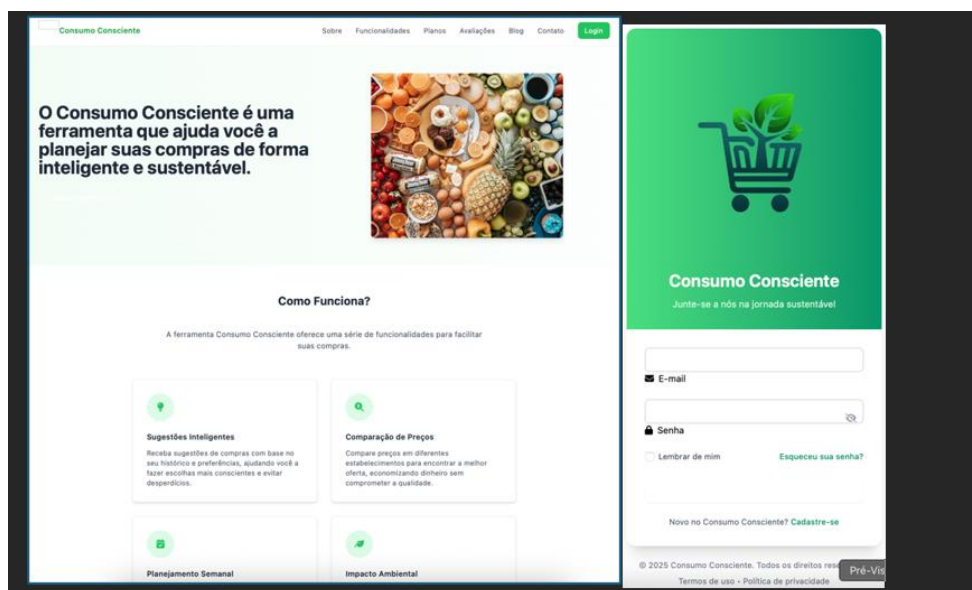 Consumo Consciente
Sobre Funcionalidades Planos Avaliações Blog Contato Login
O Consumo Consciente é uma
ferramenta que ajuda você a
planejar suas compras de forma
inteligente e sustentável.
Como Funciona?
A ferramenta Consumo Consciente oferece uma série de funcionalidades para facilitar
suas compras.
Sugestões Inteligentes
Receba sugestões de compras com base no
seu histórico e preferências, ajudando você a
fazer escolhas mais conscientes e evitar
desperdícios.
Comparação de Preços
Compare preços em diferentes
estabelecimentos para encontrar a melhor
oferta, economizando dinheiro sem
comprometer a qualidade.
Planejamento Semanal
Impacto Ambiental
Consumo Consciente
Junte-se a nós na jornada sustentável
E-mail
Senha
Lembrar de mim Esqueceu sua senha?
Novo no Consumo Consciente? Cadastre-se
© 2025 Consumo Consciente. Todos os direitos
Termos de uso • Política de privacidade
Pré-Vis